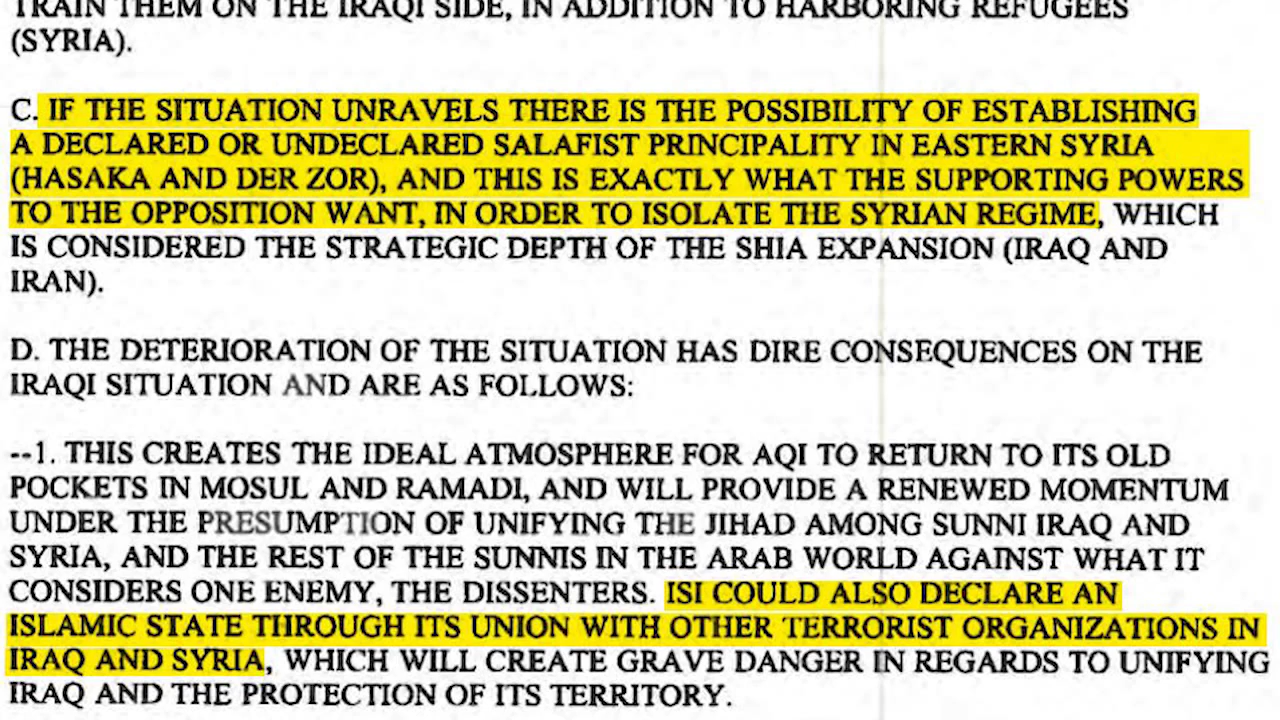 TRAIN THEM ON THE IRAQI SIDE, IN ADDITION TO HARBORING REFUGEES
(SYRIA).
C. IF THE SITUATION UNRAVELS THERE IS THE POSSIBILITY OF ESTABLISHING
A DECLARED OR UNDECLARED SALAFIST PRINCIPALITY IN EASTERN SYRIA
(HASAKA AND DER ZOR), AND THIS IS EXACTLY WHAT THE SUPPORTING POWERS
TO THE OPPOSITION WANT, IN ORDER TO ISOLATE THE SYRIAN REGIME, WHICH
IS CONSIDERED THE STRATEGIC DEPTH OF THE SHIA EXPANSION (IRAQ AND
IRAN).
D. THE DETERIORATION OF THE SITUATION HAS DIRE CONSEQUENCES ON THE
IRAQI SITUATION AND ARE AS FOLLOWS:
--1. THIS CREATES THE IDEAL ATMOSPHERE FOR AQI TO RETURN TO ITS OLD
POCKETS IN MOSUL AND RAMADI, AND WILL PROVIDE A RENEWED MOMENTUM
UNDER THE PRESUMPTION OF UNIFYING THE JIHAD AMONG SUNNI IRAQ AND
SYRIA, AND THE REST OF THE SUNNIS IN THE ARAB WORLD AGAINST WHAT IT
CONSIDERS ONE ENEMY, THE DISSENTERS. ISI COULD ALSO DECLARE AN
ISLAMIC STATE THROUGH ITS UNION WITH OTHER TERRORIST ORGANIZATIONS IN
IRAQ AND SYRIA, WHICH WILL CREATE GRAVE DANGER IN REGARDS TO UNIFYING
IRAQ AND THE PROTECTION OF ITS TERRITORY.